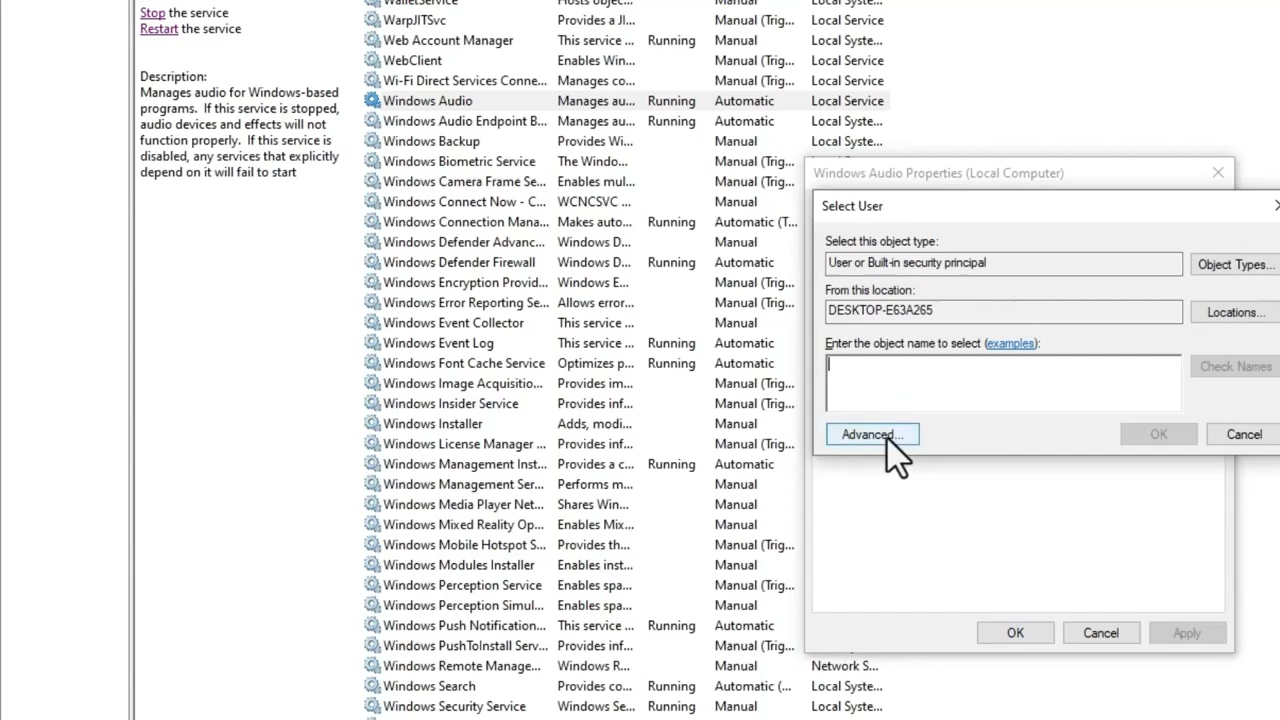 Stop the service
Restart the service
Description:
Manages audio for Windows-based
programs.  If this service is stopped,
audio devices and effects will not
function properly.  If this service is
disabled, any services that explicitly
depend on it will fail to start
WalletService Hosts objec... Manual Local Syste...
WarpJITSvc Provides a JI... Manual (Trig... Local Service
Web Account Manager This service ... Running Manual Local Syste...
WebClient Enables Win... Manual (Trig... Local Service
Wi-Fi Direct Services Conne... Manages co... Manual (Trig... Local Service
Windows Audio Manages au... Running Automatic Local Service
Windows Audio Endpoint B... Manages au... Running Automatic Local Syste...
Windows Backup Provides Wi... Manual Local Syste...
Windows Biometric Service The Windo... Manual (Trig...
Windows Camera Frame Se... Enables mul... Manual (Trig...
Windows Connect Now - C... WCNCSVC ... Manual
Windows Connection Mana... Makes auto... Running Automatic (T...
Windows Defender Advanc... Windows D... Manual
Windows Defender Firewall Windows D... Running Automatic
Windows Encryption Provid... Windows E... Manual (Trig...
Windows Error Reporting Se... Allows error... Manual (Trig...
Windows Event Collector This service ... Manual
Windows Event Log This service ... Running Automatic
Windows Font Cache Service Optimizes p... Running Automatic
Windows Image Acquisitio... Provides im... Manual (Trig...
Windows Insider Service Provides inf... Manual (Trig...
Windows Installer Adds, modi... Manual
Windows License Manager ... Provides inf... Manual (Trig...
Windows Management Inst... Provides a c... Running Automatic
Windows Management Ser... Performs m... Manual
Windows Media Player Net... Shares Win... Manual
Windows Mixed Reality Op... Enables Mix... Manual
Windows Mobile Hotspot S... Provides th... Manual (Trig...
Windows Modules Installer Enables inst... Manual
Windows Perception Service Enables spa... Manual (Trig...
Windows Perception Simul... Enables spa... Manual
Windows Push Notification... This service ... Running Automatic
Windows PushToInstall Serv... Provides inf... Manual (Trig...
Windows Remote Manage... Windows R... Manual Network S...
Windows Search Provides co... Running Automatic (... Local Syste...
Windows Security Service Windows Se... Running Manual Local Syste...
Windows Audio Properties (Local Computer)
Select User
Select this object type:
User or Built-in security principal Object Types...
From this location:
DESKTOP-E63A265 Locations...
Enter the object name to select (examples):
Check Names
Advanced... OK Cancel
OK Cancel Apply